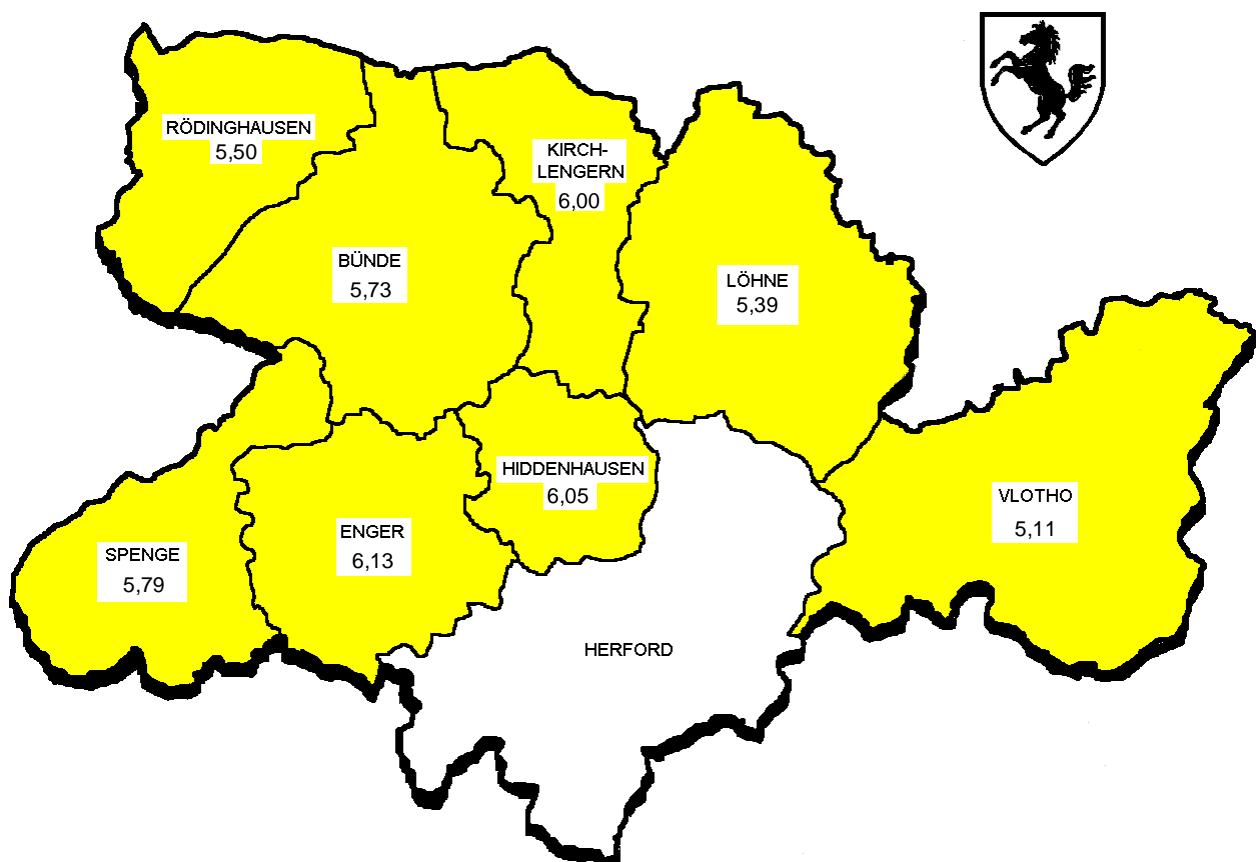 RÖDINGHAUSEN
5,50
KIRCH-
LENGERN
6,00
BÜNDE
5,73
LÖHNE
5,39
HIDDENHAUSEN
6,05
VLOTHO
5,11
ENGER
6,13
SPENGE
5,79
HERFORD